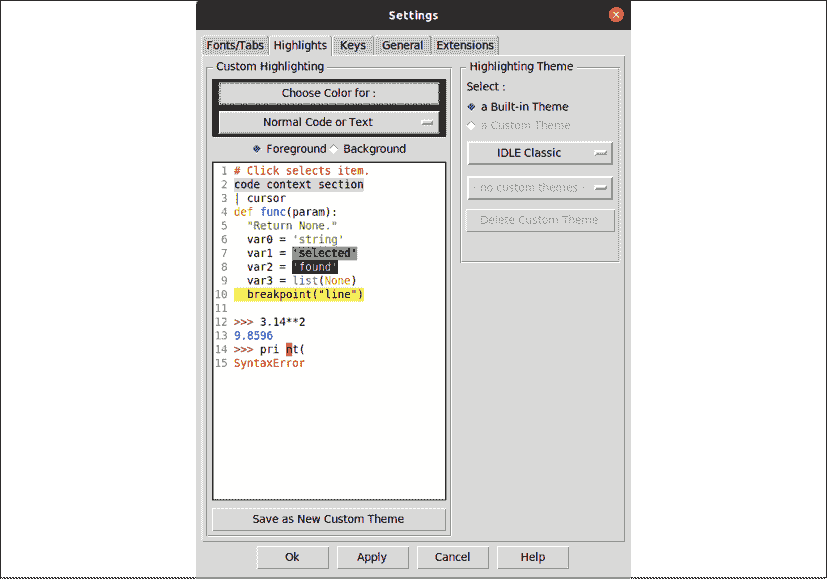 Settings
Fonts/Tabs Highlights Keys General Extensions
Custom Highlighting
Choose Color for :
Normal Code or Text
Foreground Background
1 # Click selects item.
2 code context section
3 | cursor
4 def func(param):
5   "Return None."
6   var0 = 'string'
7   var1 = 'selected'
8   var2 = 'found'
9   var3 = list(None)
10   breakpoint("line")
11
12 >>> 3.14**2
13 9.8596
14 >>> pri nt(
15 SyntaxError
Save as New Custom Theme
Highlighting Theme
Select :
a Built-in Theme
a Custom Theme
IDLE Classic
- no custom themes -
Delete Custom Theme
Ok Apply Cancel Help